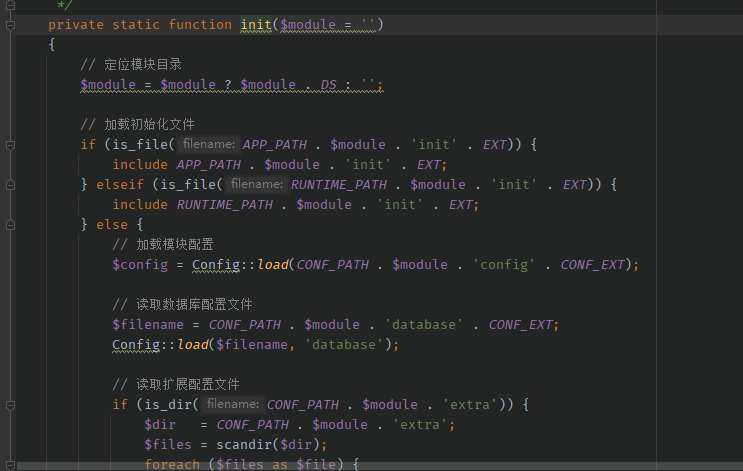 */
private static function init($module = '')
{
// 定位模块目录
$module = $module ? $module . DS : '';
// 加载初始化文件
if (is_file( filename: APP_PATH . $module . 'init' . EXT)) {
include APP_PATH . $module . 'init' . EXT;
} elseif (is_file( filename: RUNTIME_PATH . $module . 'init' . EXT)) {
include RUNTIME_PATH . $module . 'init' . EXT;
} else {
// 加载模块配置
$config = Config::load(CONF_PATH . $module . 'config' . CONF_EXT);
// 读取数据库配置文件
$filename = CONF_PATH . $module . 'database' . CONF_EXT;
Config::load($filename, 'database');
// 读取扩展配置文件
if (is_dir( filename: CONF_PATH . $module . 'extra')) {
$dir   = CONF_PATH . $module . 'extra';
$files = scandir($dir);
foreach ($files as $file) {